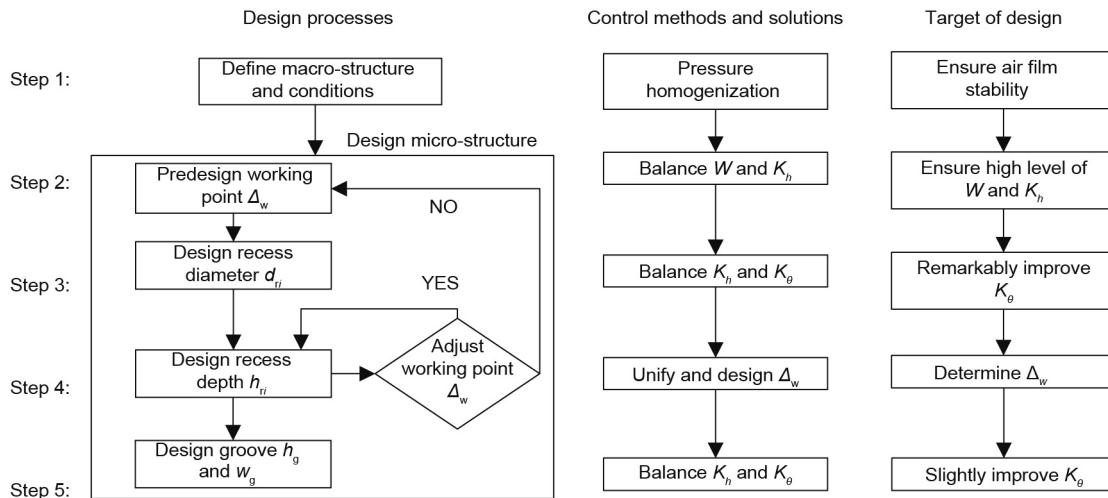 Design processes
Control methods and solutions
Target of design
Step 1:
Define macro-structure
and conditions
Pressure
homogenization
Ensure air film
stability
Design micro-structure
Step 2:
Predesign working
point Δw
NO
Balance W and Kh
Ensure high level of
W and Kh
Step 3:
Design recess
diameter dri
YES
Balance Kh and Kθ
Remarkably improve
Kθ
Step 4:
Design recess
depth hri
Adjust
working point
Δw
Unify and design Δw
Determine Δw
Step 5:
Design groove hg
and wg
Balance Kh and Kθ
Slightly improve Kθ